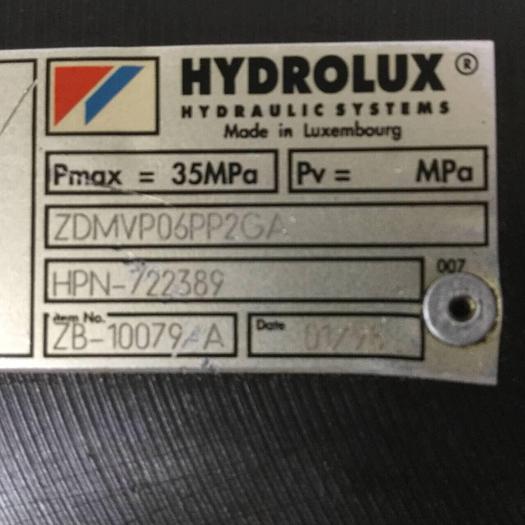 HYDROLUX ®
HYDRAULIC SYSTEMS
Made in Luxembourg
Pmax = 35MPa Pv = MPa
ZDMVP06PP2GA
HPN-722389
007
Item No.
ZB-10079/A
Date